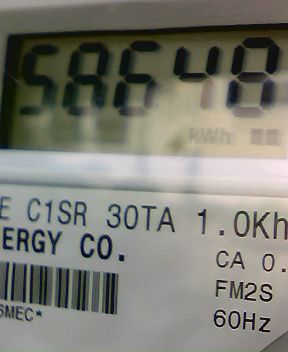 58648
kWh
E C1SR 30TA 1.0Kh
ERGY CO.
CA 0.
FM2S
SMEC*
60Hz